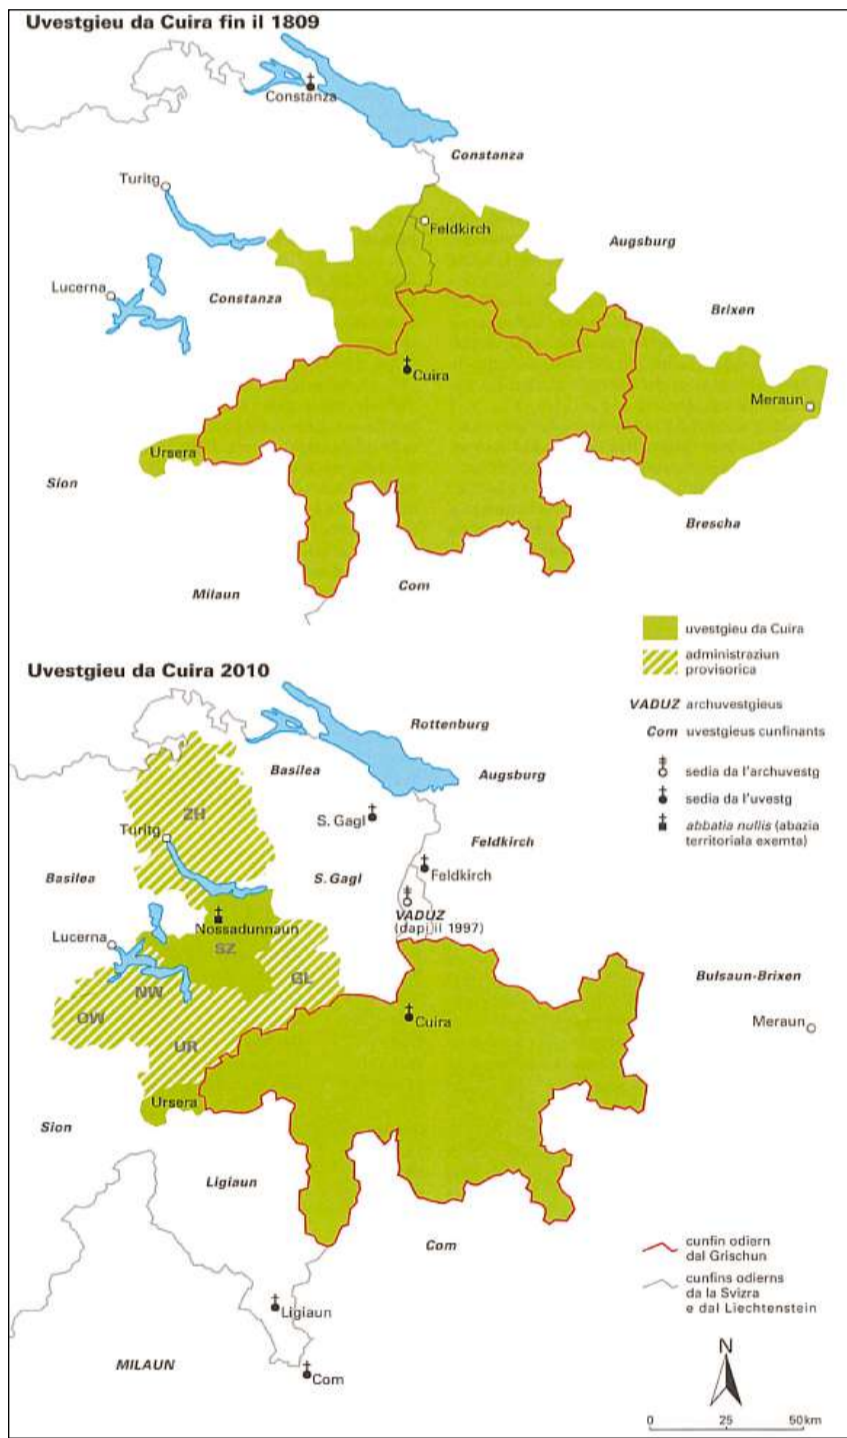 Uvestgieu da Cuira fin il 1809
Constanza
Constanza
Turitg
Feldkirch
Augsburg
Lucerna
Constanza
Brixen
Cuira
Meraun
Ursera
Sion
Brescha
Milaun
Com
uvestgieu da Cuira
administraziun
provisorica
VADUZ archuvestgieus
Com uvestgieus cunfinants
sedia da l'archuvestg
sedia da l'uvestg
abbatia nullis (abazia
territoriala exemta)
Uvestgieu da Cuira 2010
Rottenburg
Basilea
Augsburg
ZH
S. Gagl
Turitg
Feldkirch
Basilea
S. Gagl
Feldkirch
VADUZ
(dapi il 1997)
Nossadunnaun
Lucerna
SZ
GL
NW
Bulsaun-Brixen
OW
Cuira
Meraun
UR
Ursera
Sion
Ligiaun
Com
cunfin odiern
dal Grischun
cunfins odierns
da la Svizra
e dal Liechtenstein
Ligiaun
MILAUN
Com
N
0 25 50 km